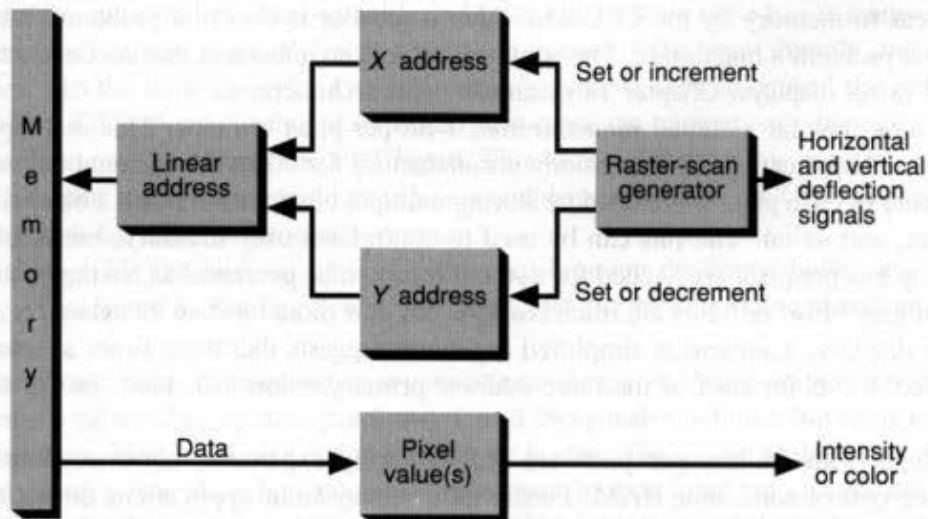 Memory
X address
Set or increment
Linear
address
Raster-scan
generator
Horizontal
and vertical
deflection
signals
Y address
Set or decrement
Data
Pixel
value(s)
Intensity
or color